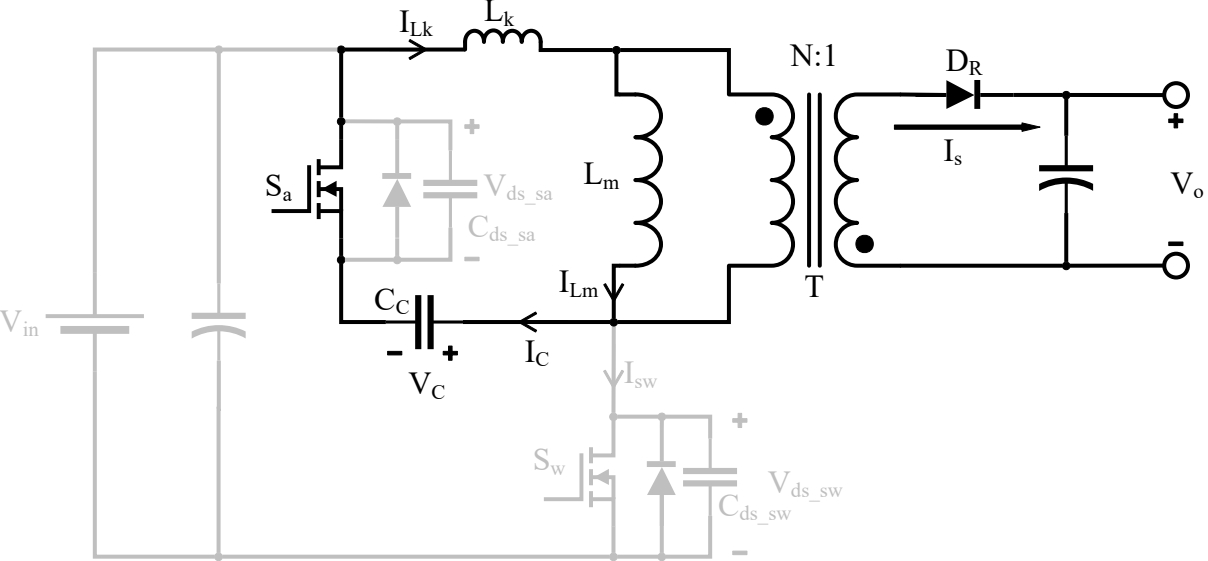 L_k
I_Lk
N:1
D_R
I_s
V_o
S_a
L_m
V_ds_sa
C_ds_sa
I_Lm
T
V_in
C_C
I_C
V_C
I_sw
S_w
V_ds_sw
C_ds_sw